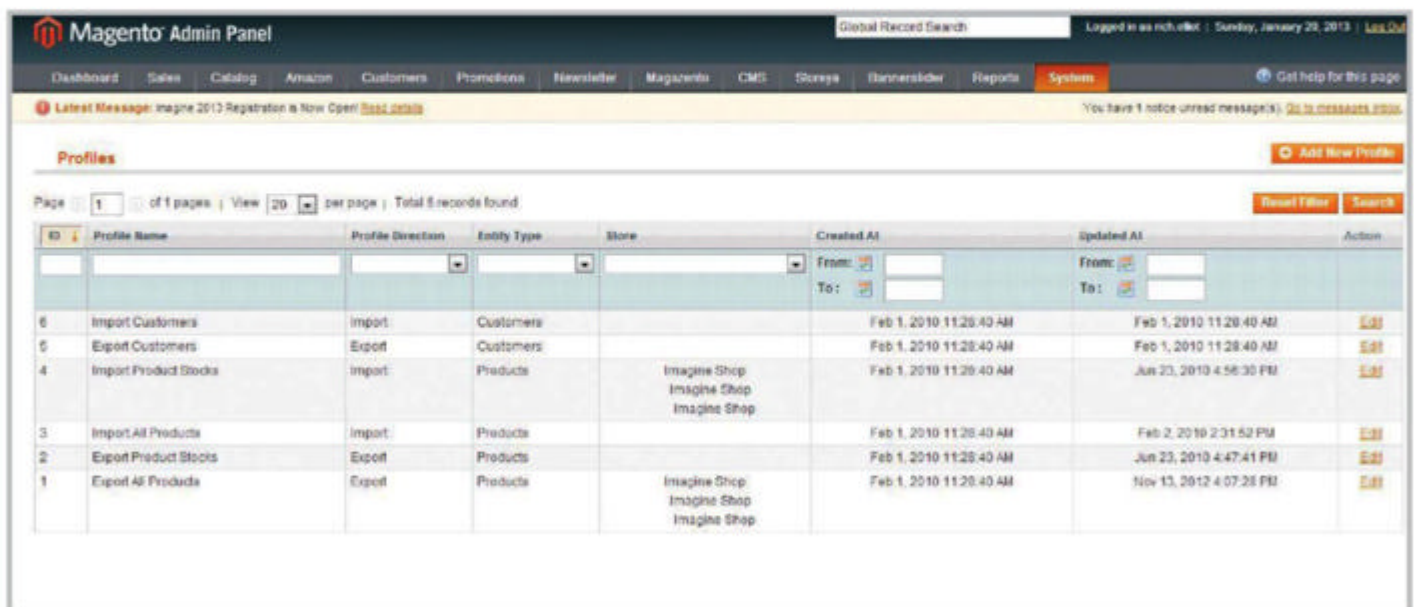 Magento Admin Panel
Global Record Search
Logged in as rich.elliot | Sunday, January 20, 2013 | Log Out
Dashboard Sales Catalog Amazon Customers Promotions Newsletter Magazento CMS Storeya Bannerslider Reports System Get help for this page
Latest Message: Imagine 2013 Registration is Now Open! Read details
You have 1 notice unread message(s). Go to messages inbox.
Profiles
Add New Profile
Page 1 of 1 pages | View 20 per page | Total 6 records found
Reset Filter Search
ID Profile Name Profile Direction Entity Type Store Created At Updated At Action
From: From:
To : To :
6 Import Customers Import Customers Feb 1, 2010 11:28:40 AM Feb 1, 2010 11:28:40 AM Edit
5 Export Customers Export Customers Feb 1, 2010 11:28:40 AM Feb 1, 2010 11:28:40 AM Edit
4 Import Product Stocks Import Products Imagine Shop Feb 1, 2010 11:28:40 AM Jun 23, 2010 4:56:30 PM Edit
Imagine Shop
Imagine Shop
3 Import All Products Import Products Feb 1, 2010 11:28:40 AM Feb 2, 2010 2:31:52 PM Edit
2 Export Product Stocks Export Products Feb 1, 2010 11:28:40 AM Jun 23, 2010 4:47:41 PM Edit
1 Export All Products Export Products Imagine Shop Feb 1, 2010 11:28:40 AM Nov 13, 2012 4:07:28 PM Edit
Imagine Shop
Imagine Shop